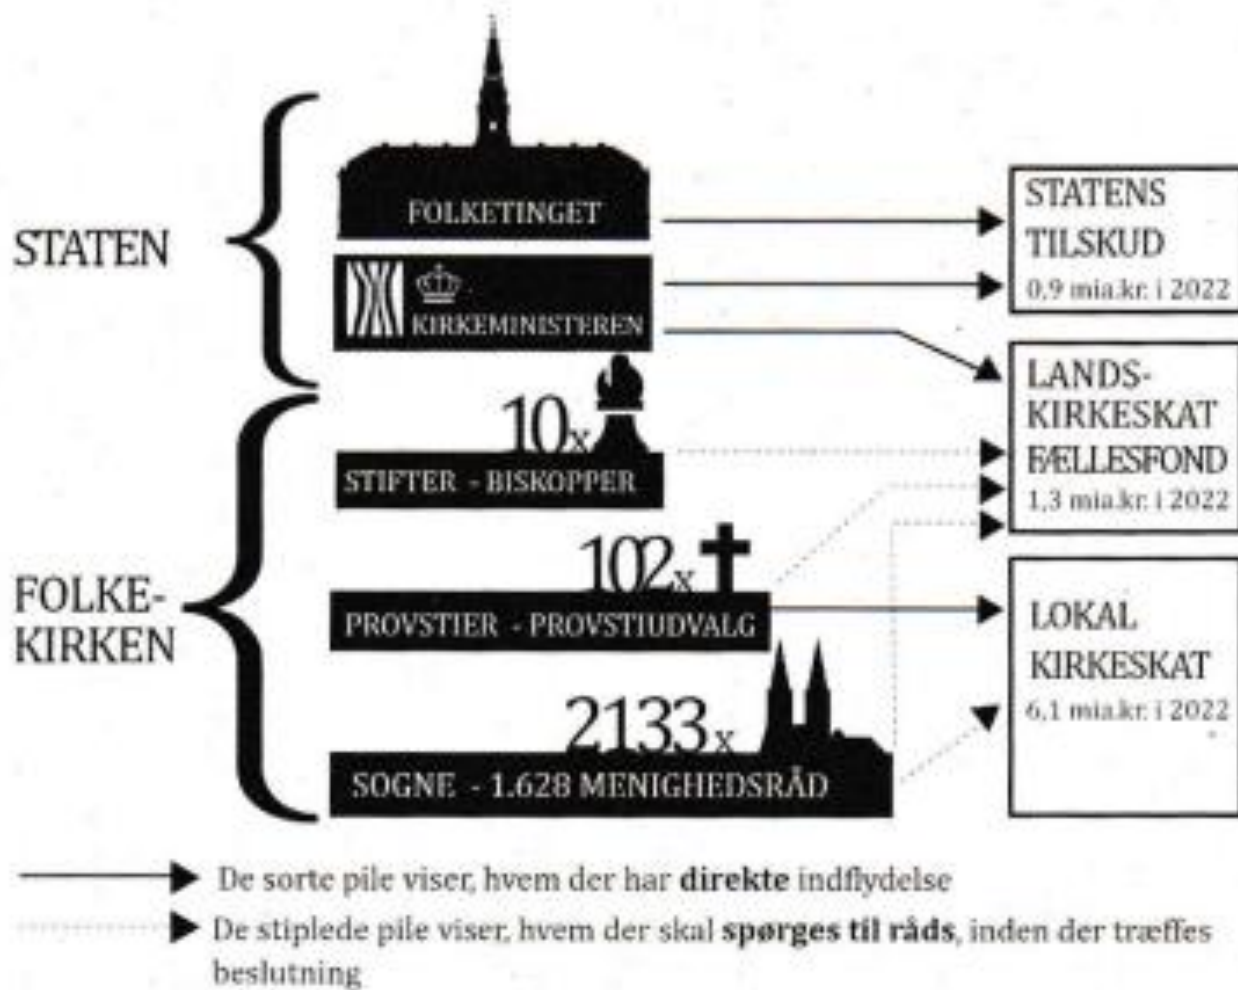 STATEN
FOLKETINGET
KIRKEMINISTEREN
STATENS
TILSKUD
0,9 mia.kr. i 2022
LANDS-
KIRKESKAT
FÆLLESFOND
1,3 mia.kr. i 2022
FOLKE-
KIRKEN
10x
STIFTER - BISKOPPER
102x
PROVSTIER - PROVSTIUDVALG
2133x
SOGNE - 1.628 MENIGHEDSRÅD
LOKAL
KIRKESKAT
6,1 mia.kr. i 2022
De sorte pile viser, hvem der har direkte indflydelse
De stiplede pile viser, hvem der skal spørges til råds, inden der træffes
beslutning